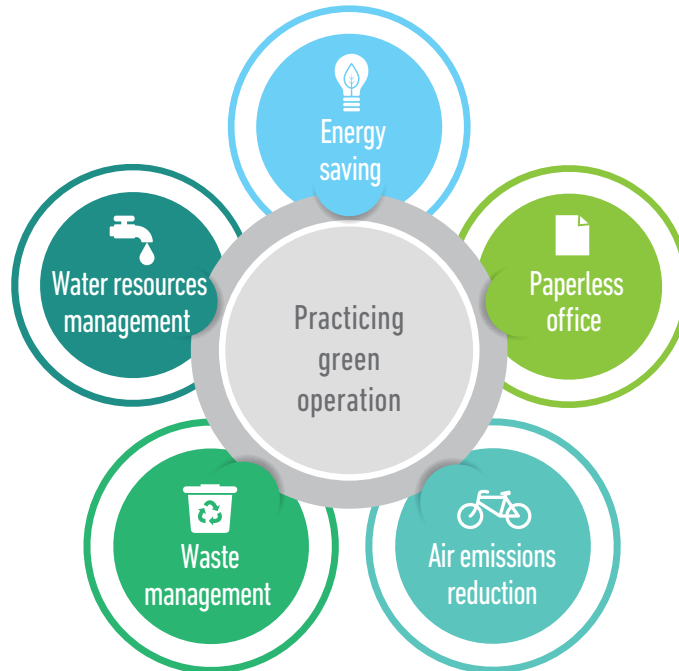 Energy
saving
Water resources
management
Paperless
office
Practicing
green
operation
Waste
management
Air emissions
reduction